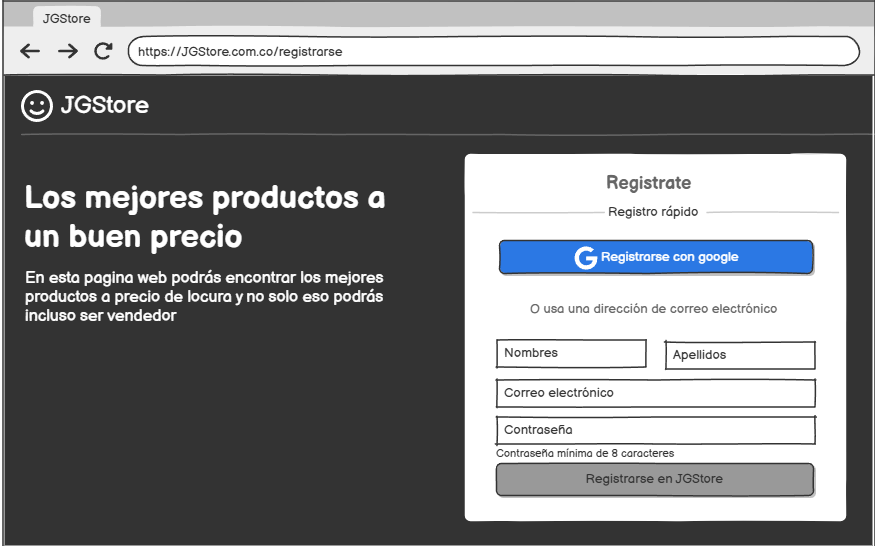 JGStore
https://JGStore.com.co/registrarse
JGStore
Los mejores productos a
un buen precio
En esta pagina web podrás encontrar los mejores
productos a precio de locura y no solo eso podrás
incluso ser vendedor
Registrate
Registro rápido
Registrarse con google
O usa una dirección de correo electrónico
Nombres
Apellidos
Correo electrónico
Contraseña
Contraseña mínima de 8 caracteres
Registrarse en JGStore